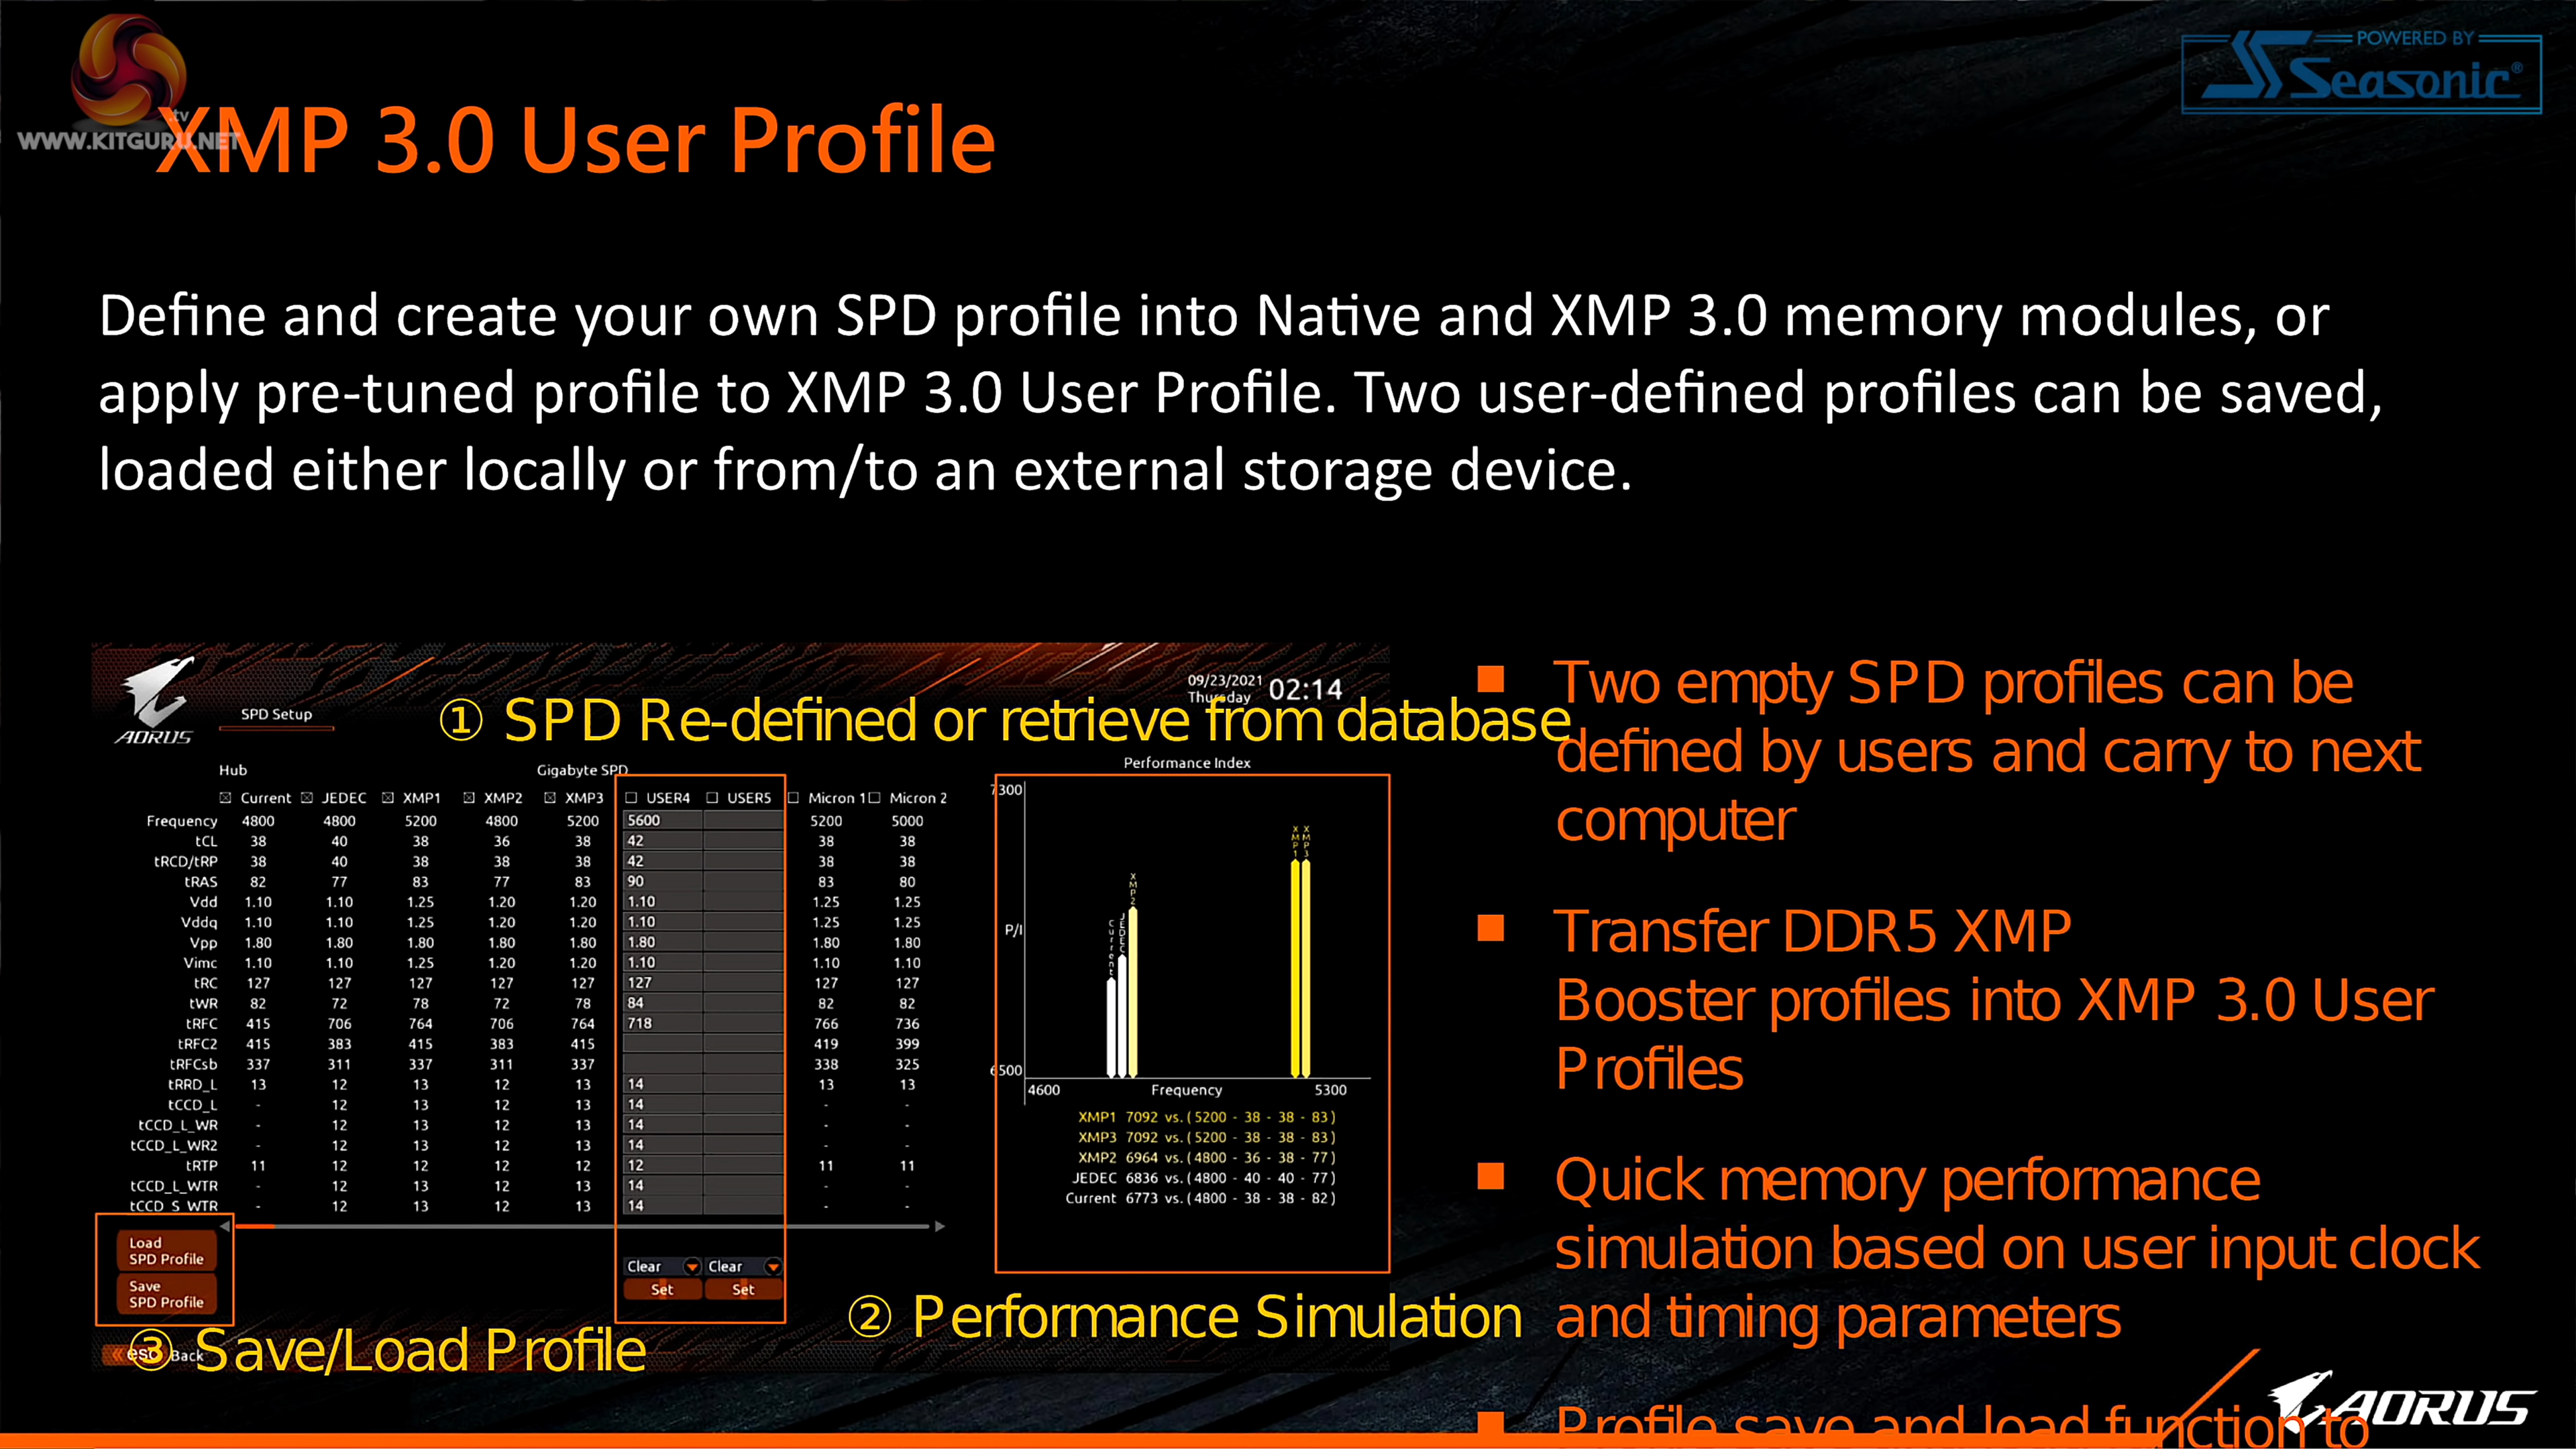 .tv
WWW.KITGURU.NET
POWERED BY
Seasonic®
XMP 3.0 User Profile
Define and create your own SPD profile into Native and XMP 3.0 memory modules, or
apply pre-tuned profile to XMP 3.0 User Profile. Two user-defined profiles can be saved,
loaded either locally or from/to an external storage device.
AORUS
SPD Setup
09/23/2021
Thursday
02:14
① SPD Re-defined or retrieve from database
Hub Gigabyte SPD
Current JEDEC XMP1 XMP2 XMP3 USER4 USER5 Micron 1 Micron 2
Frequency 4800 4800 5200 4800 5200 5600 5200 5000
tCL 38 40 38 36 38 42 38 38
tRCD/tRP 38 40 38 38 38 42 38 38
tRAS 82 77 83 77 83 90 83 80
Vdd 1.10 1.10 1.25 1.20 1.20 1.10 1.25 1.25
Vddq 1.10 1.10 1.25 1.20 1.20 1.10 1.25 1.25
Vpp 1.80 1.80 1.80 1.80 1.80 1.80 1.80 1.80
Vimc 1.10 1.10 1.25 1.20 1.20 1.10 1.10 1.10
tRC 127 127 127 127 127 127 127 127
tWR 82 72 78 72 78 84 82 82
tRFC 415 706 764 706 764 718 766 736
tRFC2 415 383 415 383 415 419 399
tRFCsb 337 311 337 311 337 338 325
tRRD_L 13 12 13 12 13 14 13 13
tCCD_L - 12 13 12 13 14 - -
tCCD_L_WR - 12 13 12 13 14 - -
tCCD_L_WR2 - 12 13 12 13 14 - -
tRTP 11 12 12 12 12 12 11 11
tCCD_L_WTR - 12 13 12 13 14 - -
tCCD_S_WTR - 12 13 12 13 14 - -
Load
SPD Profile
Save
SPD Profile
Clear Clear
Set Set
esc Back
③ Save/Load Profile
Performance Index
7300
P/I
6500
Current
JEDEC
XMP2
XMP1
XMP3
4600 Frequency 5300
XMP1 7092 vs. ( 5200 - 38 - 38 - 83 )
XMP3 7092 vs. ( 5200 - 38 - 38 - 83 )
XMP2 6964 vs. ( 4800 - 36 - 38 - 77 )
JEDEC 6836 vs. ( 4800 - 40 - 40 - 77 )
Current 6773 vs. ( 4800 - 38 - 38 - 82 )
② Performance Simulation
■ Two empty SPD profiles can be
defined by users and carry to next
computer
■ Transfer DDR5 XMP
Booster profiles into XMP 3.0 User
Profiles
■ Quick memory performance
simulation based on user input clock
and timing parameters
■ Profile save and load function to
AORUS